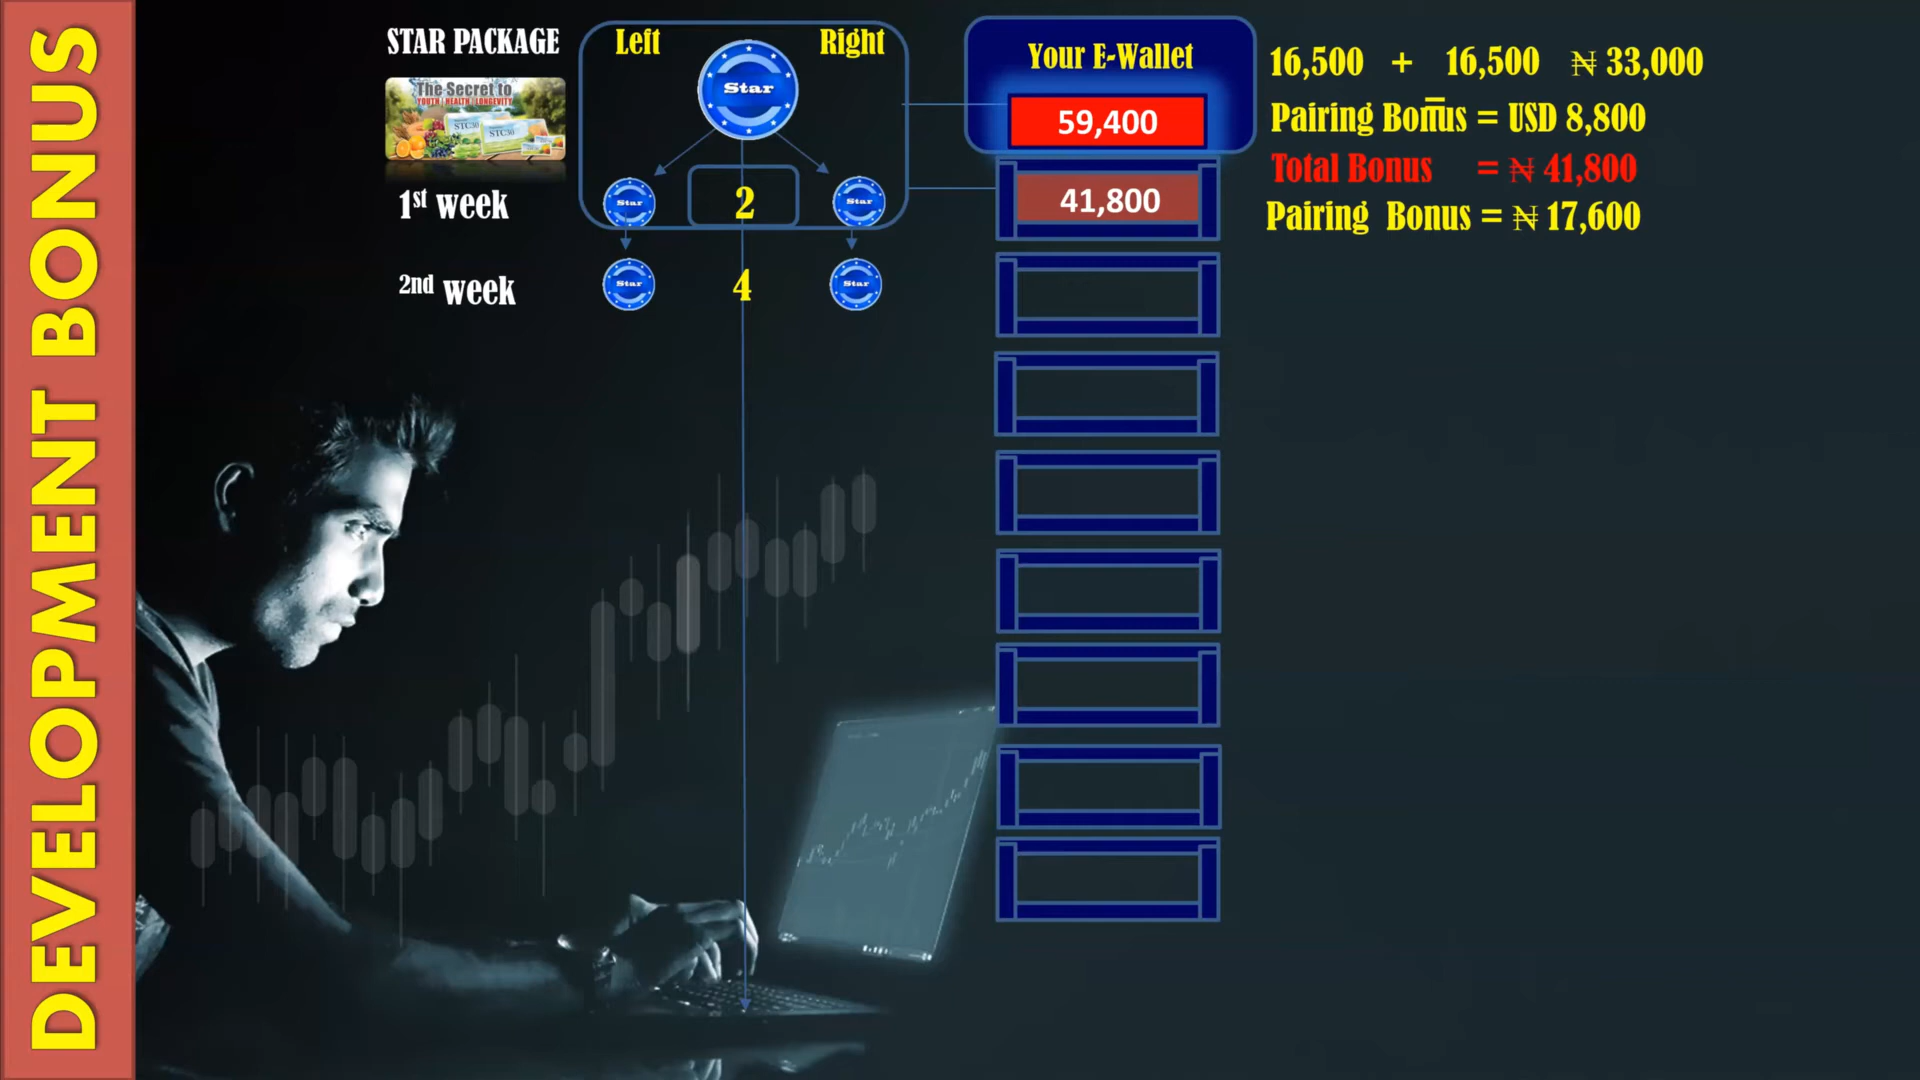 DEVELOPMENT BONUS
STAR PACKAGE
The Secret to
YOUTH | HEALTH | LONGEVITY
STC30
STC30
Left
Right
Star
1st week
Star
2
Star
2nd week
Star
4
Star
Your E-Wallet
59,400
41,800
16,500 + 16,500 ₦ 33,000
=
Pairing Bonus = USD 8,800
Total Bonus = ₦ 41,800
Pairing Bonus = ₦ 17,600